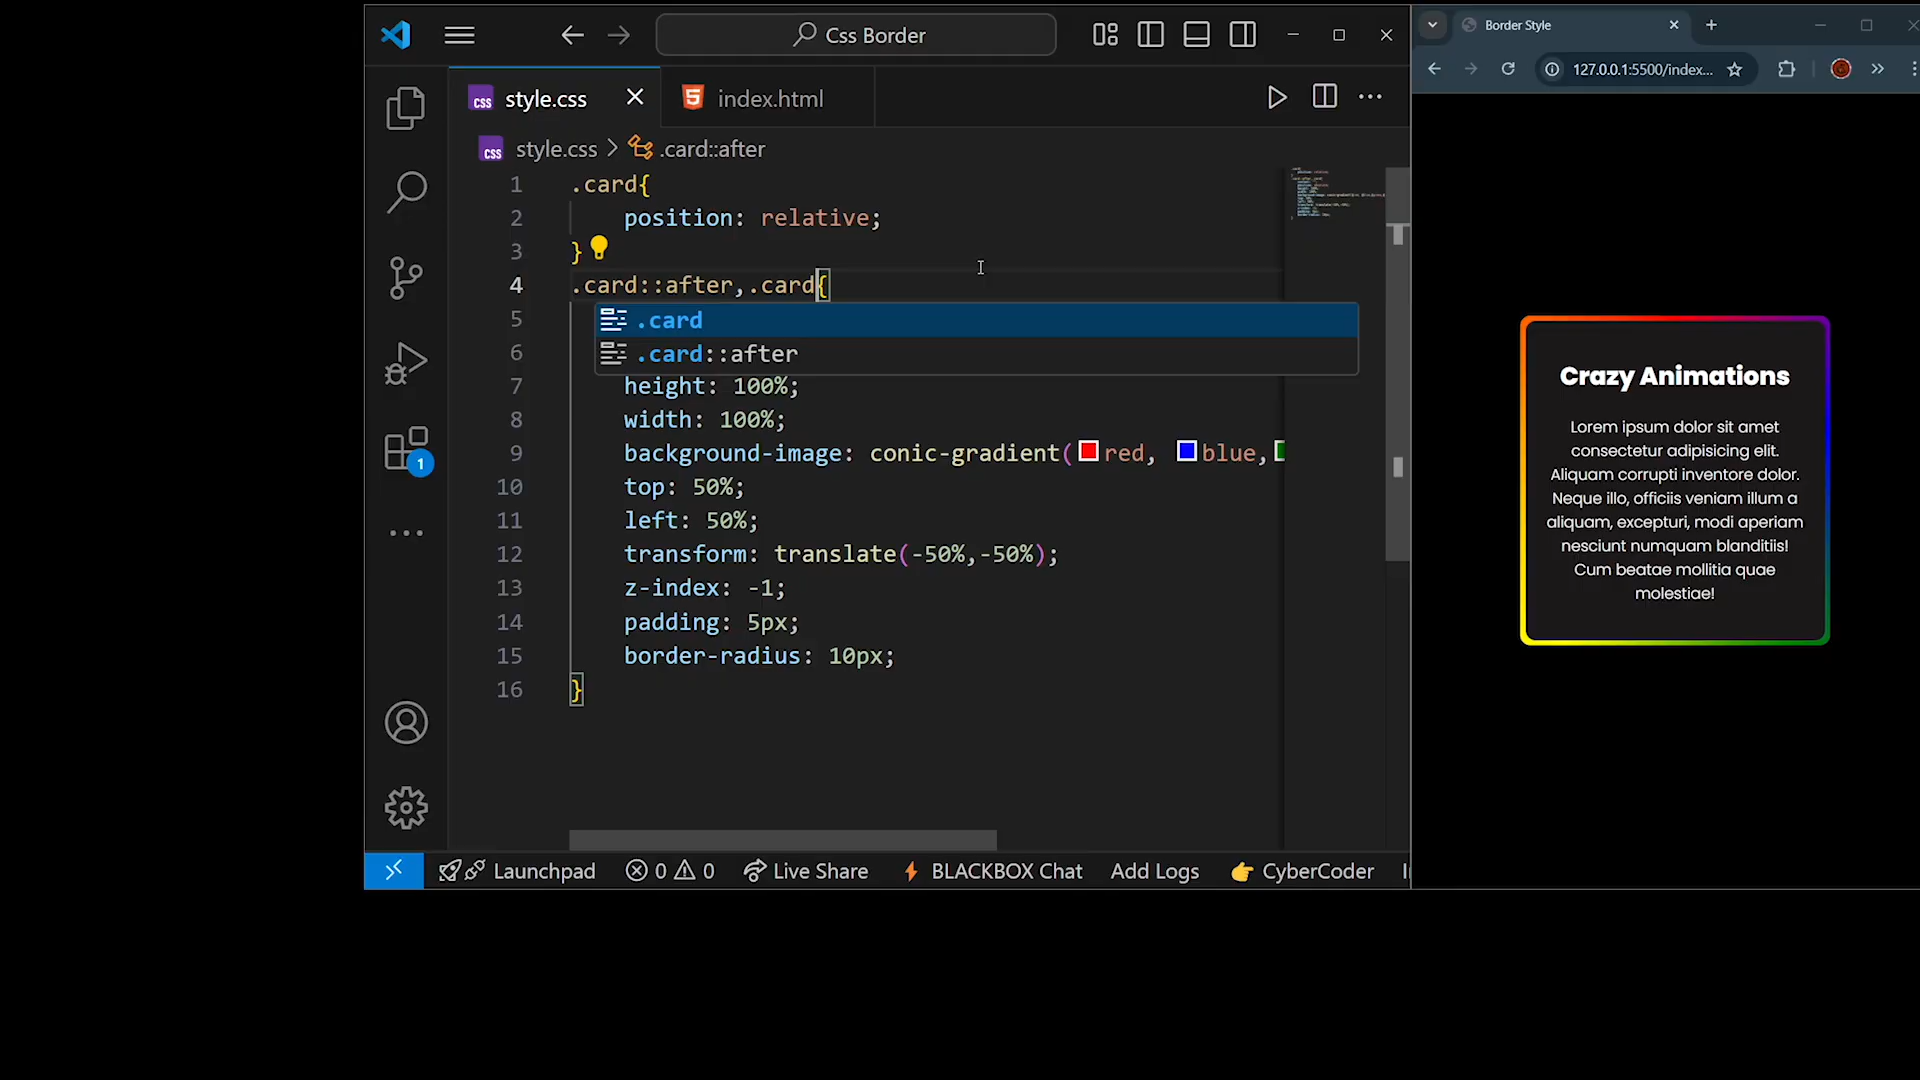 Css Border
style.css
index.html
style.css > .card::after
1 .card{
2 position: relative;
3 }
4 .card::after,.card{
5
.card
6
.card::after
7 height: 100%;
8 width: 100%;
9 background-image: conic-gradient(red, blue,
10 top: 50%;
11 left: 50%;
12 transform: translate(-50%,-50%);
13 z-index: -1;
14 padding: 5px;
15 border-radius: 10px;
16 }
1
Launchpad 0 0 Live Share BLACKBOX Chat Add Logs CyberCoder
Border Style
127.0.0.1:5500/index...
Crazy Animations
Lorem ipsum dolor sit amet
consectetur adipisicing elit.
Aliquam corrupti inventore dolor.
Neque illo, officiis veniam illum a
aliquam, excepturi, modi aperiam
nesciunt numquam blanditiis!
Cum beatae mollitia quae
molestiae!